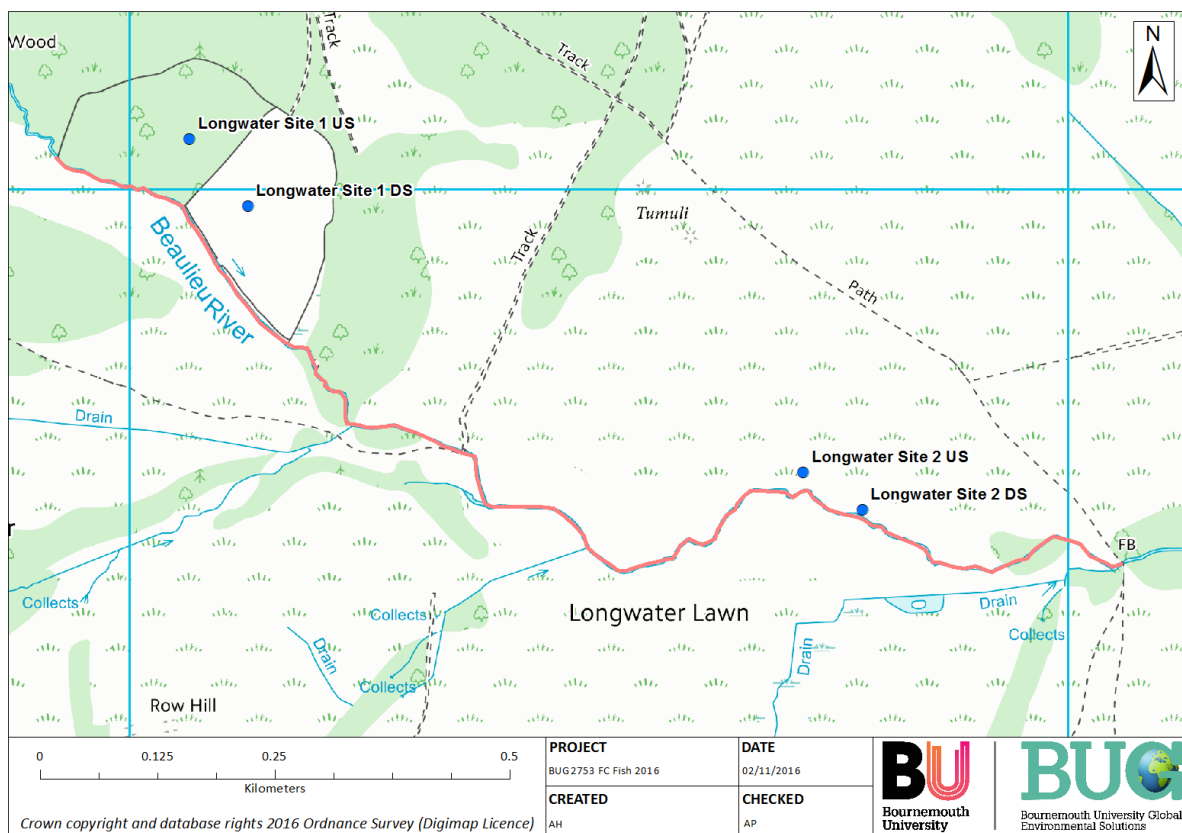 Wood
Track
Track
N
Longwater Site 1 US
Longwater Site 1 DS
Tumuli
Beaulieu River
Track
Path
Drain
Longwater Site 2 US
Longwater Site 2 DS
r
FB
Collects
Collects
Longwater Lawn
Drain
Collects
Drain
Drain
Collects
Row Hill
0 0.125 0.25 0.5
Kilometers
Crown copyright and database rights 2016 Ordnance Survey (Digimap Licence)
PROJECT
BUG2753 FC Fish 2016
DATE
02/11/2016
CREATED
AH
CHECKED
AP
BU
Bournemouth
University
BUG
Bournemouth University Global
Environmental Solutions